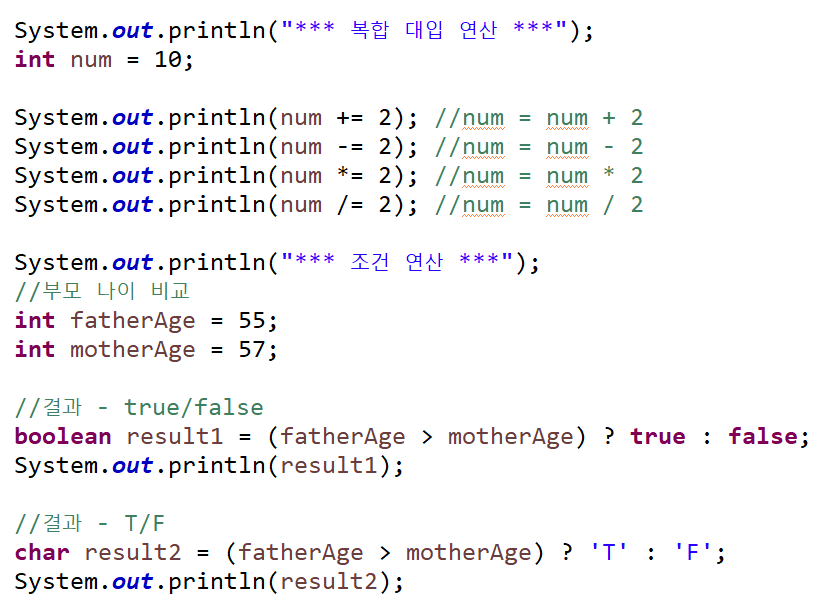 System.out.println("*** 복합 대입 연산 ***");
int num = 10;
System.out.println(num += 2); //num = num + 2
System.out.println(num -= 2); //num = num - 2
System.out.println(num *= 2); //num = num * 2
System.out.println(num /= 2); //num = num / 2
System.out.println("*** 조건 연산 ***");
//부모 나이 비교
int fatherAge = 55;
int motherAge = 57;
//결과 - true/false
boolean result1 = (fatherAge > motherAge) ? true : false;
System.out.println(result1);
//결과 - T/F
char result2 = (fatherAge > motherAge) ? 'T' : 'F';
System.out.println(result2);